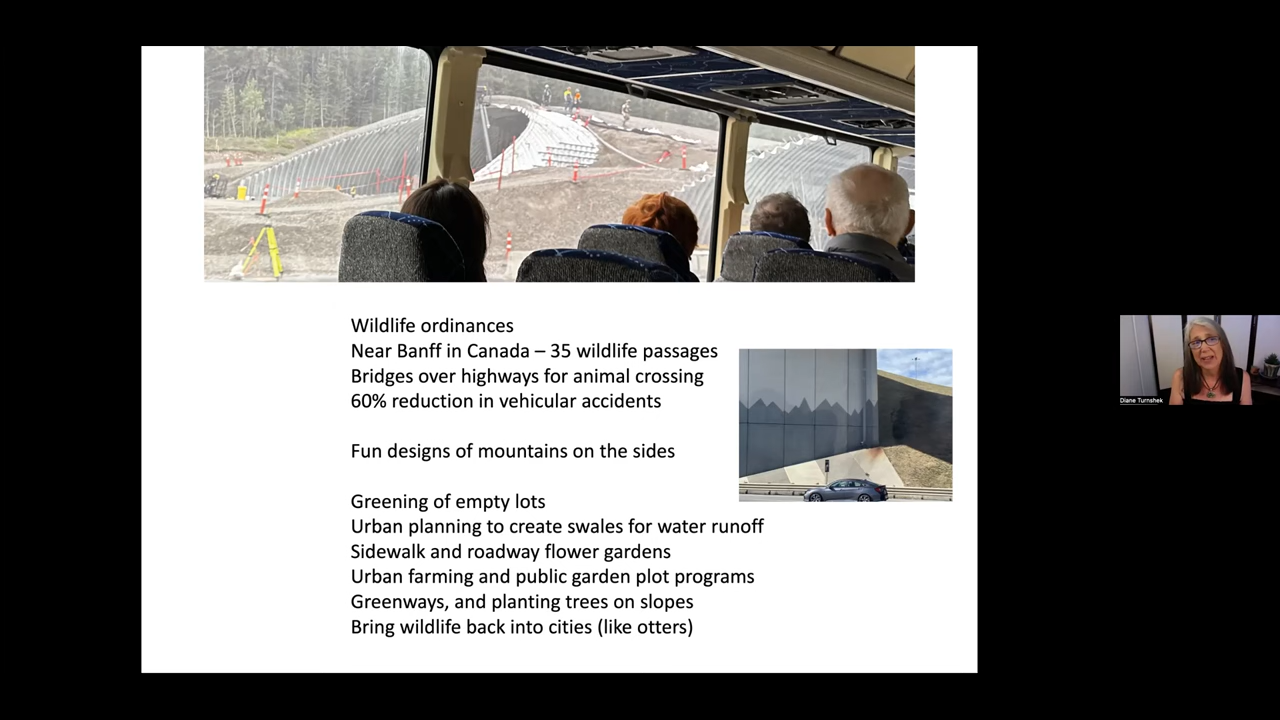 Wildlife ordinances
Near Banff in Canada – 35 wildlife passages
Bridges over highways for animal crossing
60% reduction in vehicular accidents
Fun designs of mountains on the sides
Greening of empty lots
Urban planning to create swales for water runoff
Sidewalk and roadway flower gardens
Urban farming and public garden plot programs
Greenways, and planting trees on slopes
Bring wildlife back into cities (like otters)
Diane Turnshek